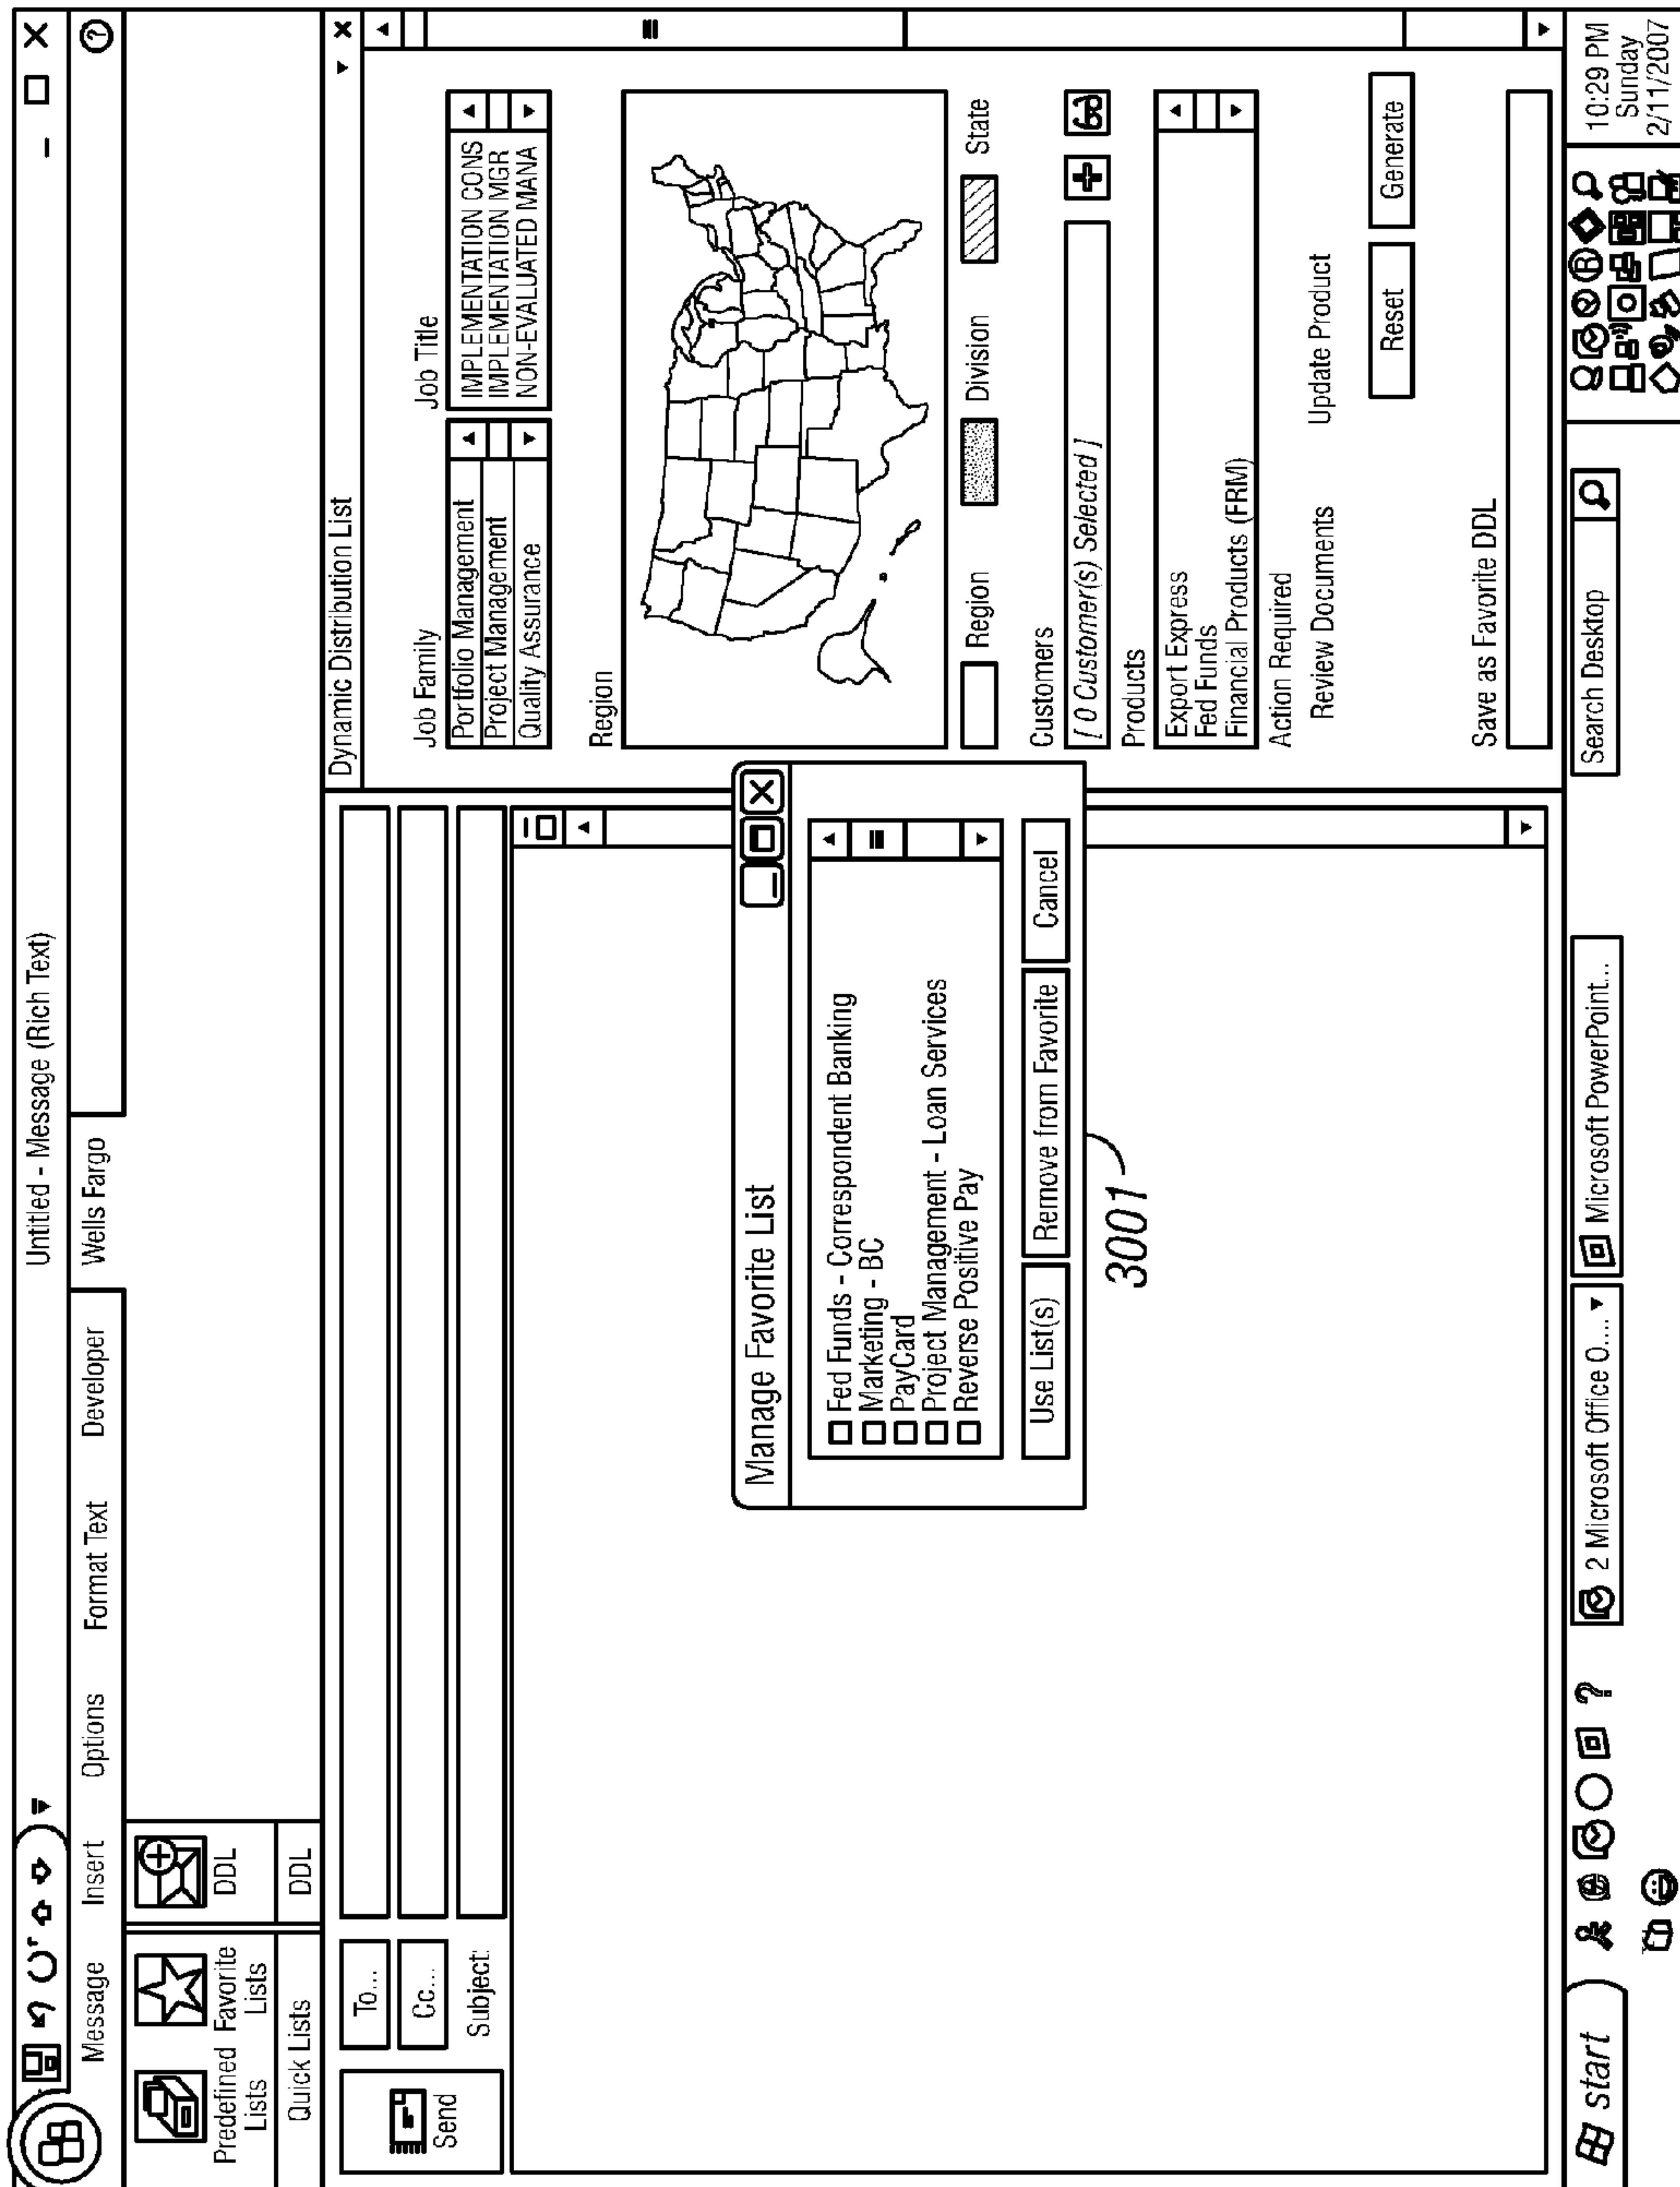 Untitled - Message (Rich Text)
Message Insert Options Format Text Developer Wells Fargo
Predefined Lists
Favorite Lists
DDL
Quick Lists
DDL
Send
To...
Cc...
Subject:
Dynamic Distribution List
Job Family
Portfolio Management
Project Management
Quality Assurance
Job Title
IMPLEMENTATION CONS
IMPLEMENTATION MGR
NON-EVALUATED MANA
Region
Region Division State
Customers
[ 0 Customer(s) Selected ]
Products
Export Express
Fed Funds
Financial Products (FRM)
Action Required
Review Documents Update Product
Reset Generate
Save as Favorite DDL
Manage Favorite List
Fed Funds - Correspondent Banking
Marketing - BC
PayCard
Project Management - Loan Services
Reverse Positive Pay
Use List(s) Remove from Favorite Cancel
3001
start
2 Microsoft Office O....
Microsoft PowerPoint...
Search Desktop
10:29 PM
Sunday
2/11/2007